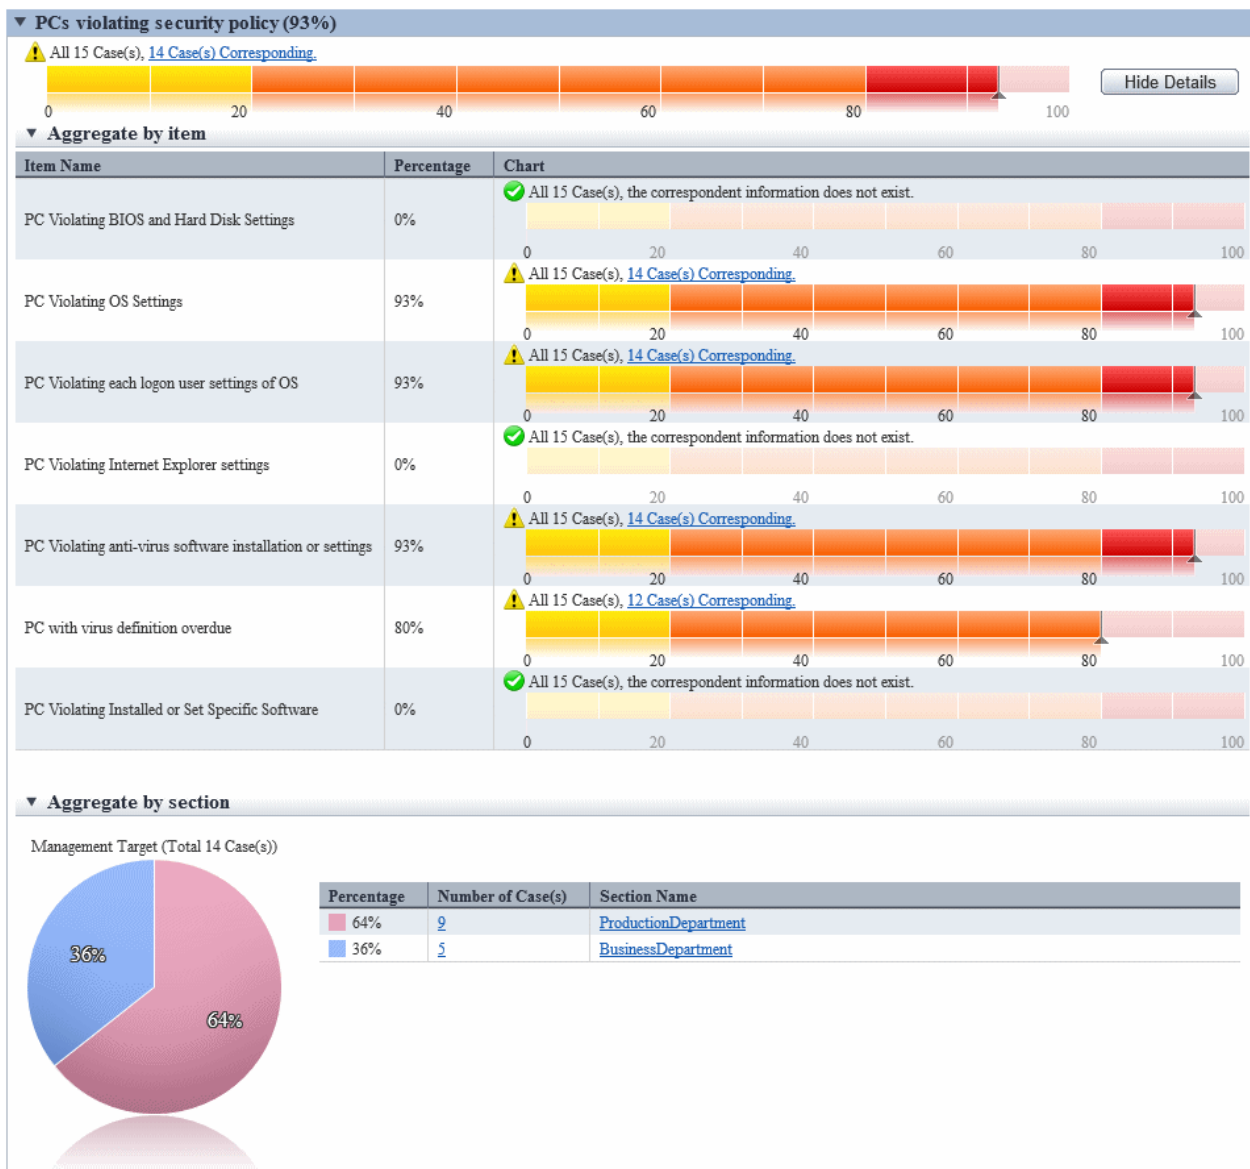 ▼ PCs violating security policy (93%)
All 15 Case(s), 14 Case(s) Corresponding.
Hide Details
0 20 40 60 80 100
▼ Aggregate by item
Item Name Percentage Chart
All 15 Case(s), the correspondent information does not exist.
PC Violating BIOS and Hard Disk Settings 0%
0 20 40 60 80 100
All 15 Case(s), 14 Case(s) Corresponding.
PC Violating OS Settings 93%
0 20 40 60 80 100
All 15 Case(s), 14 Case(s) Corresponding.
PC Violating each logon user settings of OS 93%
0 20 40 60 80 100
All 15 Case(s), the correspondent information does not exist.
PC Violating Internet Explorer settings 0%
0 20 40 60 80 100
All 15 Case(s), 14 Case(s) Corresponding.
PC Violating anti-virus software installation or settings 93%
0 20 40 60 80 100
All 15 Case(s), 12 Case(s) Corresponding.
PC with virus definition overdue 80%
0 20 40 60 80 100
All 15 Case(s), the correspondent information does not exist.
PC Violating Installed or Set Specific Software 0%
0 20 40 60 80 100
▼ Aggregate by section
Management Target (Total 14 Case(s))
36%
64%
Percentage Number of Case(s) Section Name
64% 9 ProductionDepartment
36% 5 BusinessDepartment